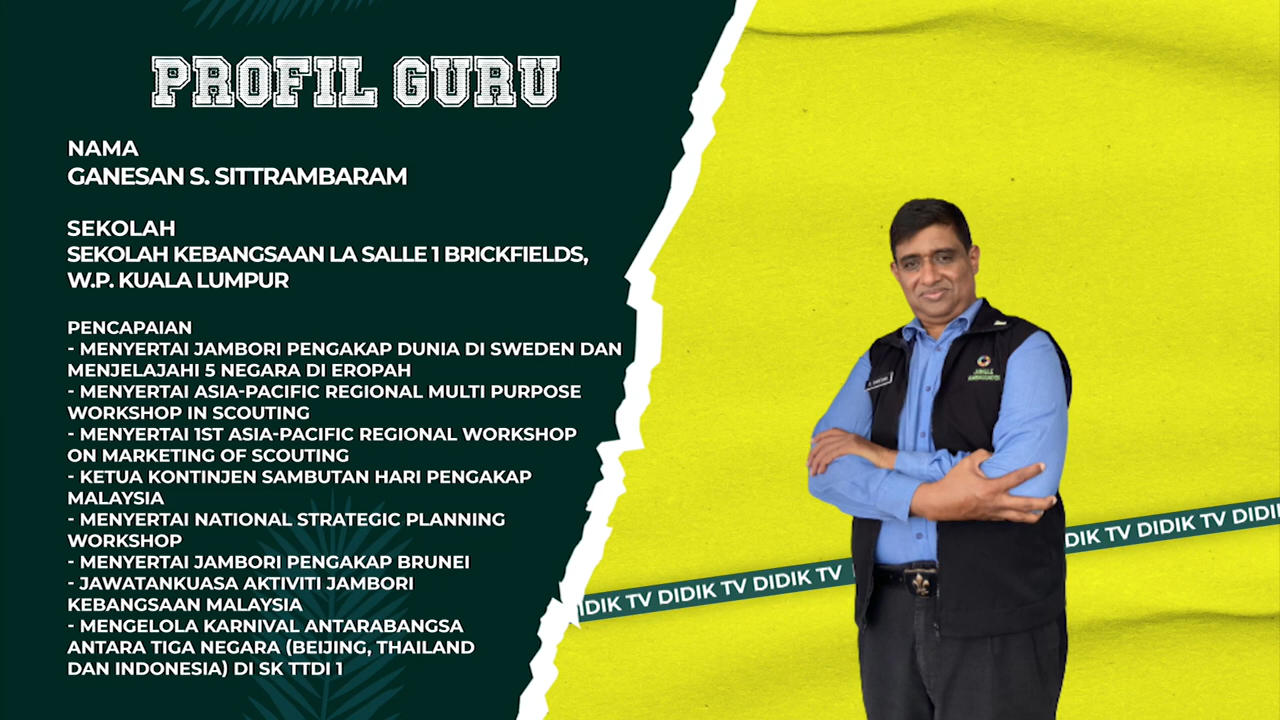 PROFIL GURU
NAMA
GANESAN S. SITTRAMBARAM
SEKOLAH
SEKOLAH KEBANGSAAN LA SALLE 1 BRICKFIELDS,
W.P. KUALA LUMPUR
PENCAPAIAN
- MENYERTAI JAMBORI PENGAKAP DUNIA DI SWEDEN DAN
MENJELAJAHI 5 NEGARA DI EROPAH
- MENYERTAI ASIA-PACIFIC REGIONAL MULTI PURPOSE
WORKSHOP IN SCOUTING
- MENYERTAI 1ST ASIA-PACIFIC REGIONAL WORKSHOP
ON MARKETING OF SCOUTING
- KETUA KONTINJEN SAMBUTAN HARI PENGAKAP
MALAYSIA
- MENYERTAI NATIONAL STRATEGIC PLANNING
WORKSHOP
- MENYERTAI JAMBORI PENGAKAP BRUNEI
- JAWATANKUASA AKTIVITI JAMBORI
KEBANGSAAN MALAYSIA
- MENGELOLA KARNIVAL ANTARABANGSA
ANTARA TIGA NEGARA (BEIJING, THAILAND
DAN INDONESIA) DI SK TTDI 1
IDIK TV DIDIK TV DIDIK TV
DIK TV DIDIK TV DIDI